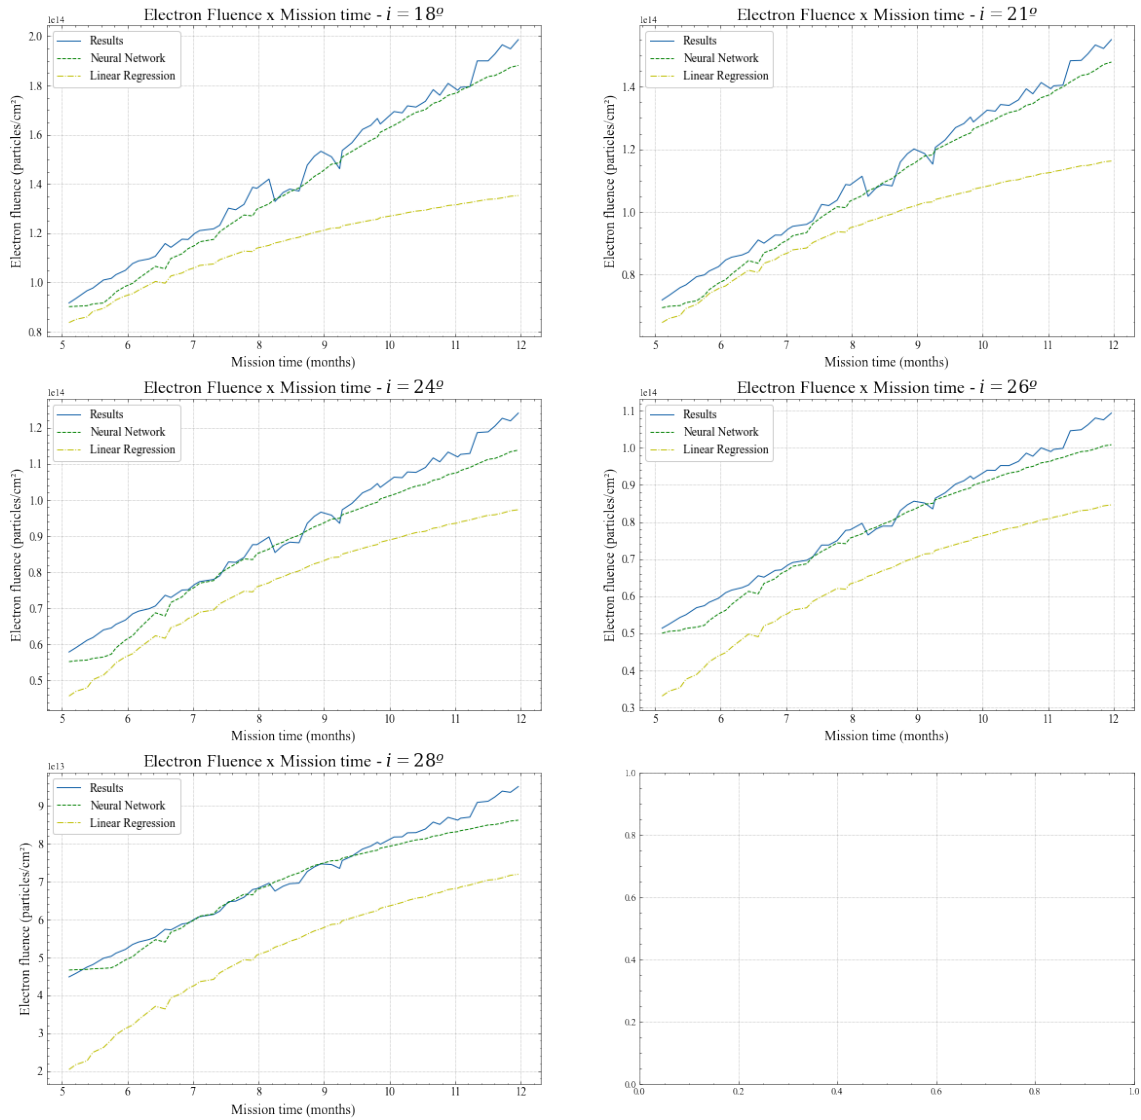 Electron Fluence x Mission time - i = 18º
1e14
Results
Neural Network
Linear Regression
Electron fluence (particles/cm²)
2.0
1.8
1.6
1.4
1.2
1.0
0.8
5 6 7 8 9 10 11 12
Mission time (months)
Electron Fluence x Mission time - i = 21º
1e14
Results
Neural Network
Linear Regression
Electron fluence (particles/cm²)
1.4
1.2
1.0
0.8
5 6 7 8 9 10 11 12
Mission time (months)
Electron Fluence x Mission time - i = 24º
1e14
Results
Neural Network
Linear Regression
Electron fluence (particles/cm²)
1.2
1.1
1.0
0.9
0.8
0.7
0.6
0.5
5 6 7 8 9 10 11 12
Mission time (months)
Electron Fluence x Mission time - i = 26º
1e14
Results
Neural Network
Linear Regression
Electron fluence (particles/cm²)
1.1
1.0
0.9
0.8
0.7
0.6
0.5
0.4
0.3
5 6 7 8 9 10 11 12
Mission time (months)
Electron Fluence x Mission time - i = 28º
1e13
Results
Neural Network
Linear Regression
Electron fluence (particles/cm²)
9
8
7
6
5
4
3
2
5 6 7 8 9 10 11 12
Mission time (months)
1.0
0.8
0.6
0.4
0.2
0.0
0.0 0.2 0.4 0.6 0.8 1.0